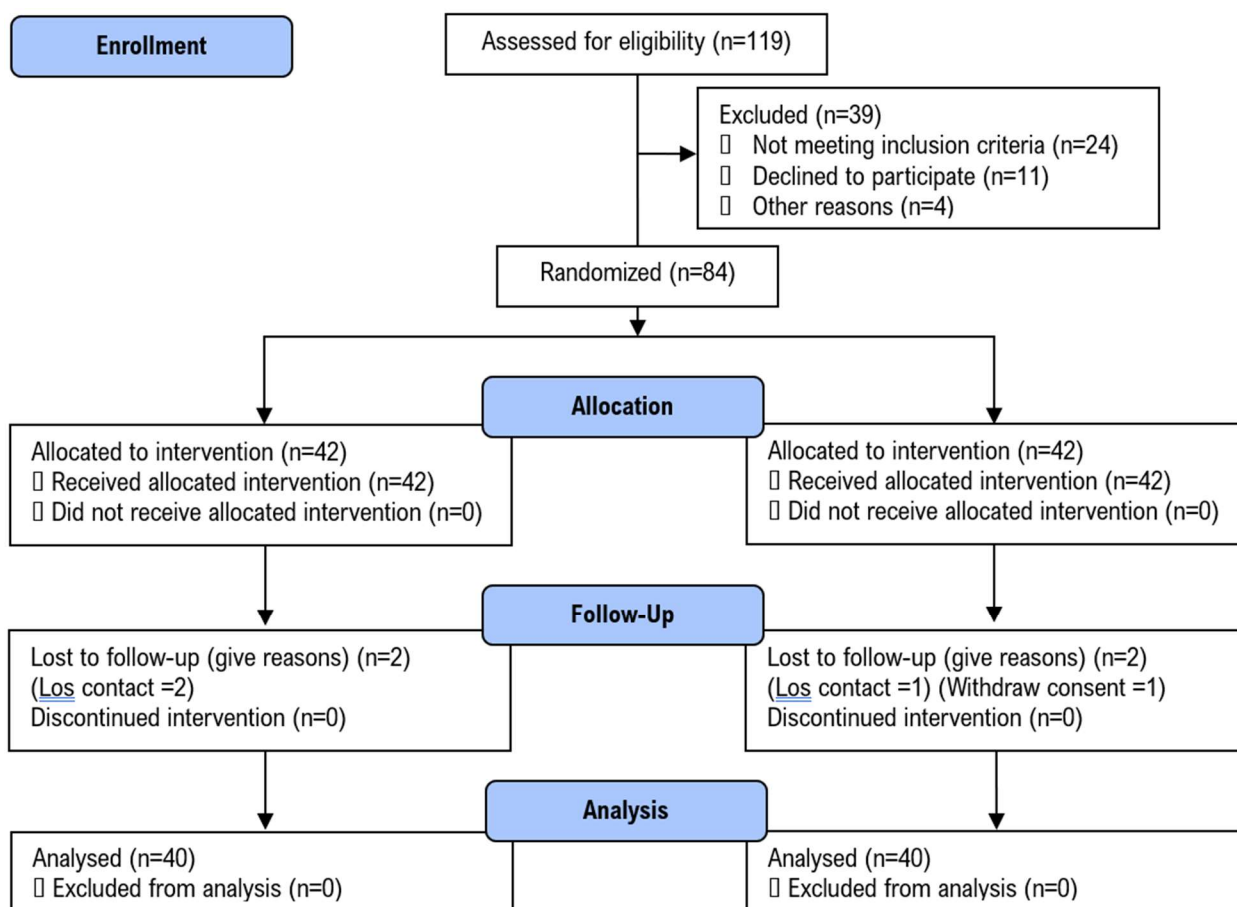 Enrollment
Assessed for eligibility (n=119)
Excluded (n=39)
▯ Not meeting inclusion criteria (n=24)
▯ Declined to participate (n=11)
▯ Other reasons (n=4)
Randomized (n=84)
Allocation
Allocated to intervention (n=42)
▯ Received allocated intervention (n=42)
▯ Did not receive allocated intervention (n=0)
Allocated to intervention (n=42)
▯ Received allocated intervention (n=42)
▯ Did not receive allocated intervention (n=0)
Follow-Up
Lost to follow-up (give reasons) (n=2)
(Los contact =2)
Discontinued intervention (n=0)
Lost to follow-up (give reasons) (n=2)
(Los contact =1) (Withdraw consent =1)
Discontinued intervention (n=0)
Analysis
Analysed (n=40)
▯ Excluded from analysis (n=0)
Analysed (n=40)
▯ Excluded from analysis (n=0)